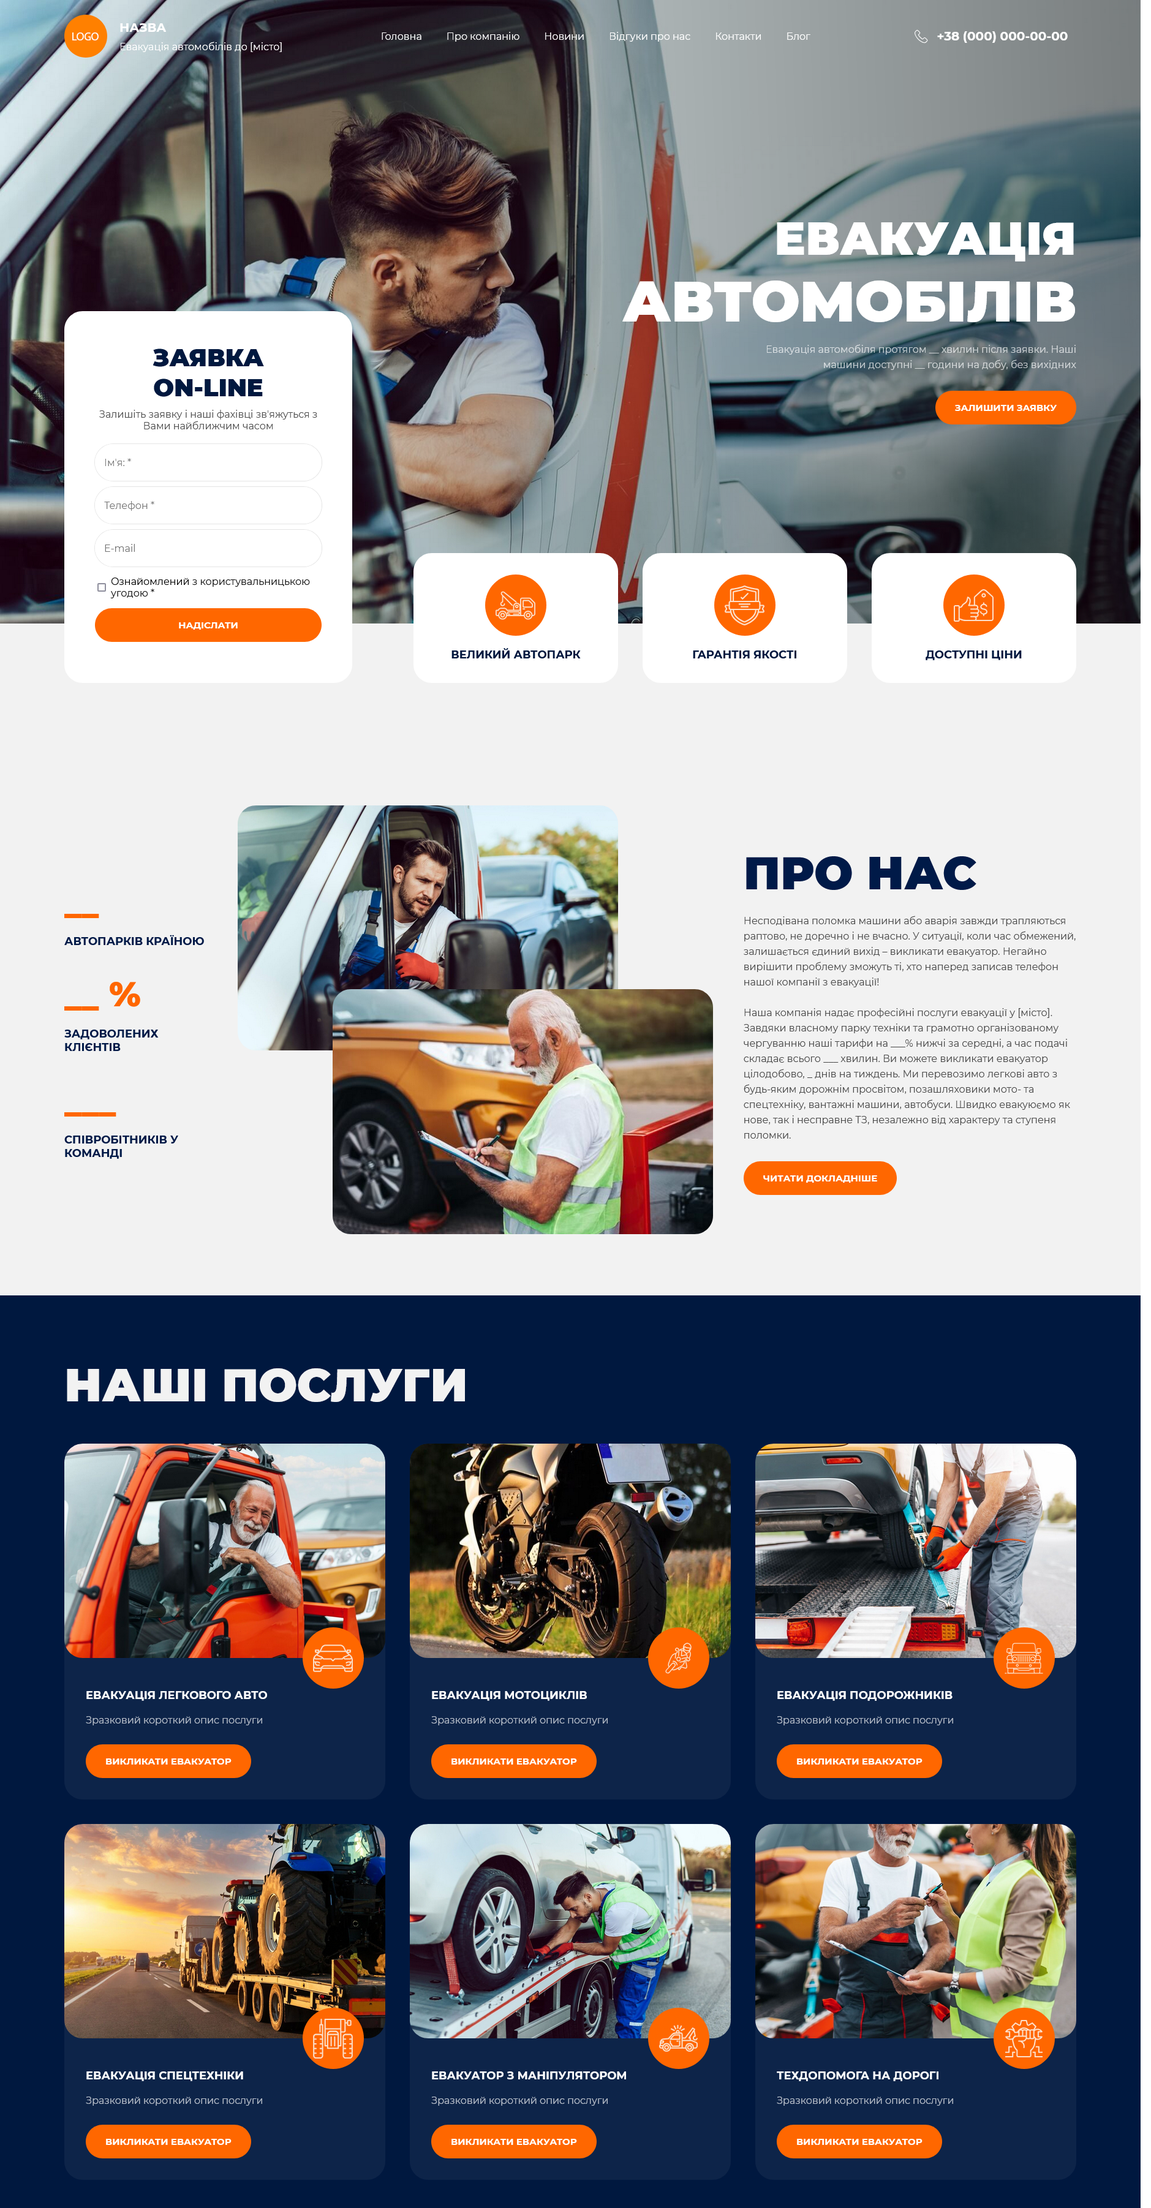 LOGO
НАЗВА
Евакуація автомобілів до [місто]
Головна
Про компанію
Новини
Відгуки про нас
Контакти
Блог
+38 (000) 000-00-00
ЕВАКУАЦІЯ
АВТОМОБІЛІВ
Евакуація автомобіля протягом __ хвилин після заявки. Наші
машини доступні __ години на добу, без вихідних
ЗАЛИШИТИ ЗАЯВКУ
ЗАЯВКА
ON-LINE
Залишіть заявку і наші фахівці зв'яжуться з
Вами найближчим часом
Ім'я: *
Телефон *
E-mail
Ознайомлений з користувальницькою
угодою *
НАДІСЛАТИ
ВЕЛИКИЙ АВТОПАРК
ГАРАНТІЯ ЯКОСТІ
ДОСТУПНІ ЦІНИ
__
АВТОПАРКІВ КРАЇНОЮ
__ %
ЗАДОВОЛЕНИХ
КЛІЄНТІВ
___
СПІВРОБІТНИКІВ У
КОМАНДІ
ПРО НАС
Несподівана поломка машини або аварія завжди трапляються
раптово, не доречно і не вчасно. У ситуації, коли час обмежений,
залишається єдиний вихід – викликати евакуатор. Негайно
вирішити проблему зможуть ті, хто наперед записав телефон
нашої компанії з евакуації!
Наша компанія надає професійні послуги евакуації у [місто].
Завдяки власному парку техніки та грамотно організованому
чергуванню наші тарифи на ___% нижчі за середні, а час подачі
складає всього ___ хвилин. Ви можете викликати евакуатор
цілодобово, _ днів на тиждень. Ми перевозимо легкові авто з
будь-яким дорожнім просвітом, позашляховики мото- та
спецтехніку, вантажні машини, автобуси. Швидко евакуюємо як
нове, так і несправне ТЗ, незалежно від характеру та ступеня
поломки.
ЧИТАТИ ДОКЛАДНІШЕ
НАШІ ПОСЛУГИ
ЕВАКУАЦІЯ ЛЕГКОВОГО АВТО
Зразковий короткий опис послуги
ВИКЛИКАТИ ЕВАКУАТОР
ЕВАКУАЦІЯ МОТОЦИКЛІВ
Зразковий короткий опис послуги
ВИКЛИКАТИ ЕВАКУАТОР
ЕВАКУАЦІЯ ПОДОРОЖНИКІВ
Зразковий короткий опис послуги
ВИКЛИКАТИ ЕВАКУАТОР
ЕВАКУАЦІЯ СПЕЦТЕХНІКИ
Зразковий короткий опис послуги
ВИКЛИКАТИ ЕВАКУАТОР
ЕВАКУАТОР З МАНІПУЛЯТОРОМ
Зразковий короткий опис послуги
ВИКЛИКАТИ ЕВАКУАТОР
ТЕХДОПОМОГА НА ДОРОГІ
Зразковий короткий опис послуги
ВИКЛИКАТИ ЕВАКУАТОР